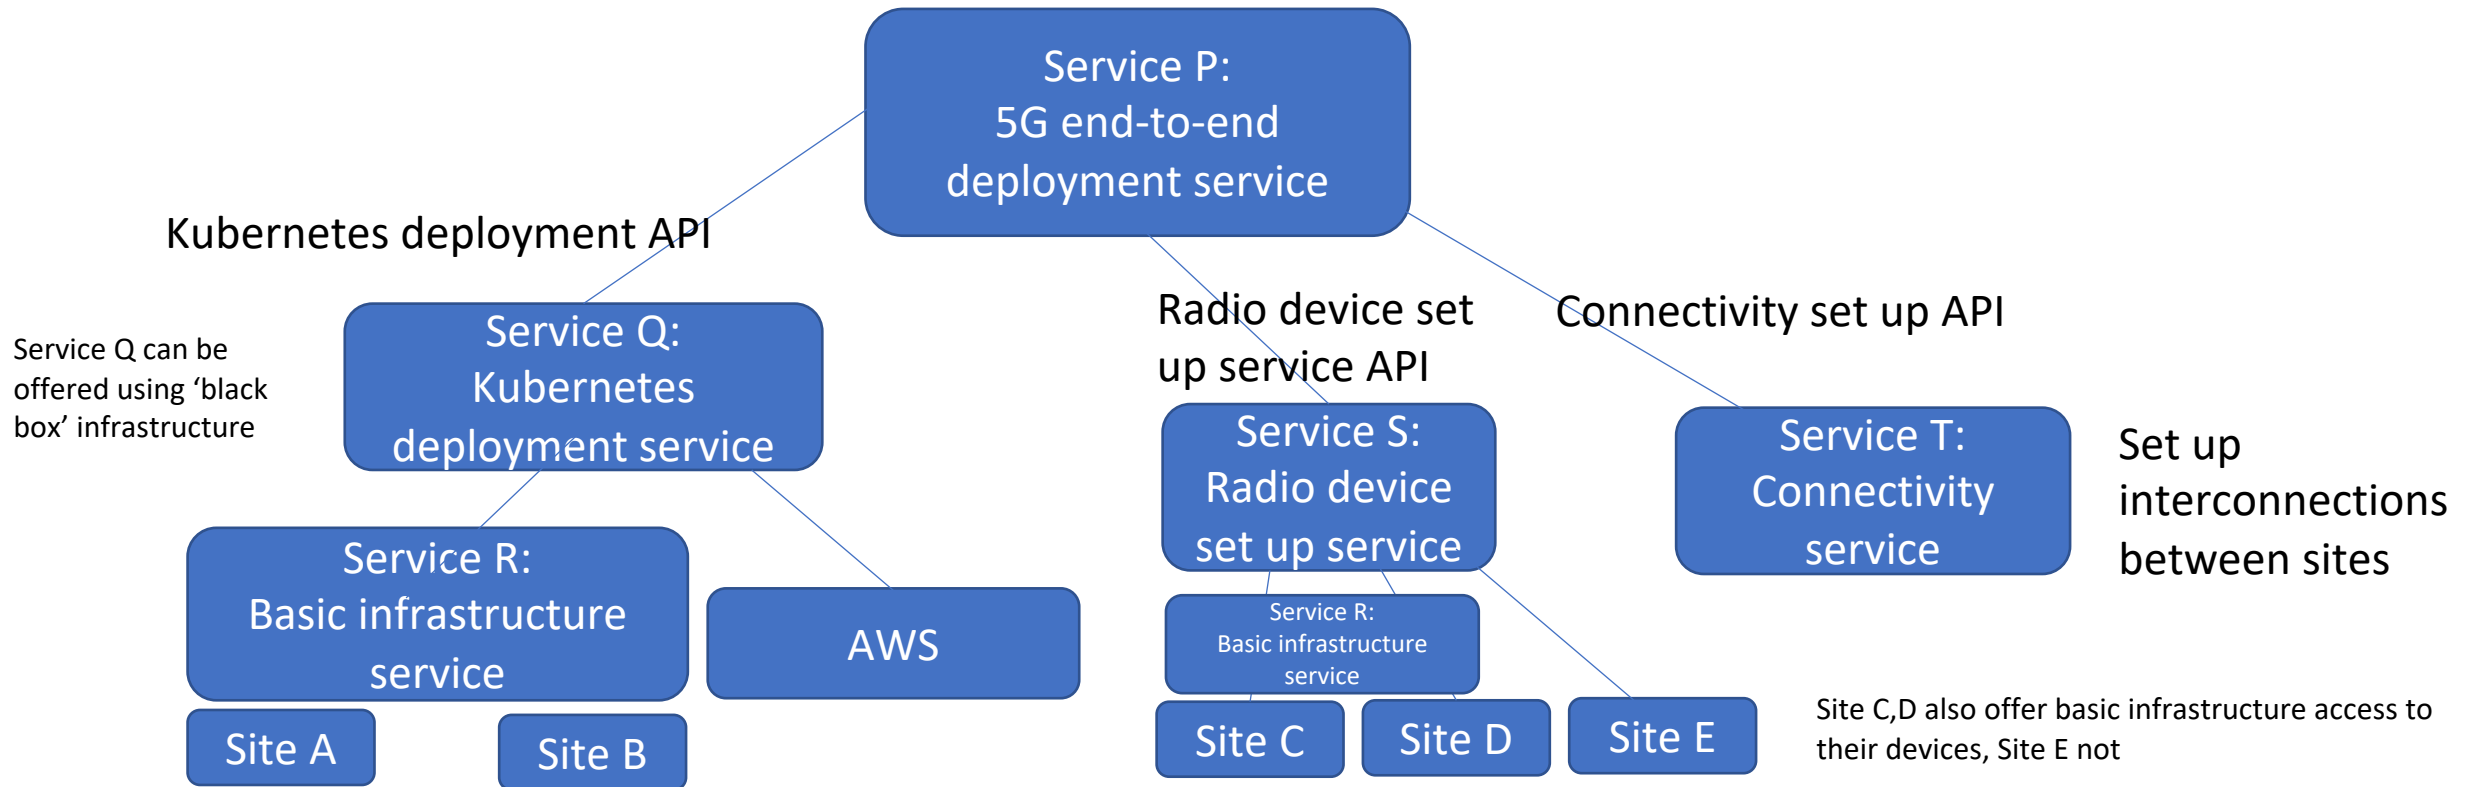 Service P:
5G end-to-end
deployment service
Kubernetes deployment API
Radio device set
up service API
Connectivity set up API
Service Q can be
offered using ‘black
box’ infrastructure
Service Q:
Kubernetes
deployment service
Service S:
Radio device
set up service
Service T:
Connectivity
service
Set up
interconnections
between sites
Service R:
Basic infrastructure
service
AWS
Service R:
Basic infrastructure
service
Site A
Site B
Site C
Site D
Site E
Site C,D also offer basic infrastructure access to
their devices, Site E not